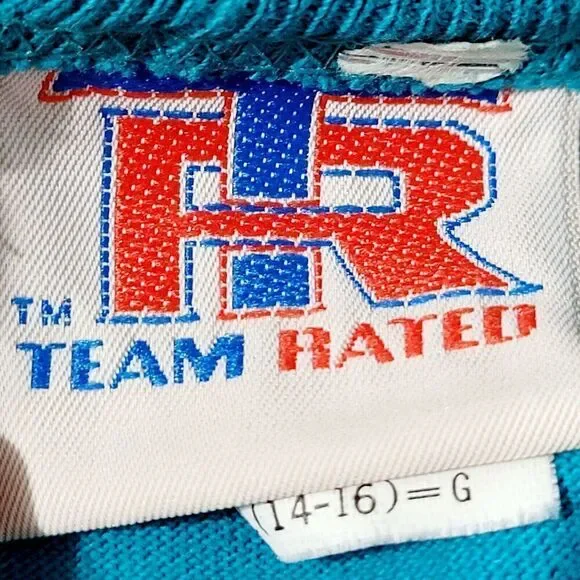 TR
™ TEAM RATED
(14-16)=G